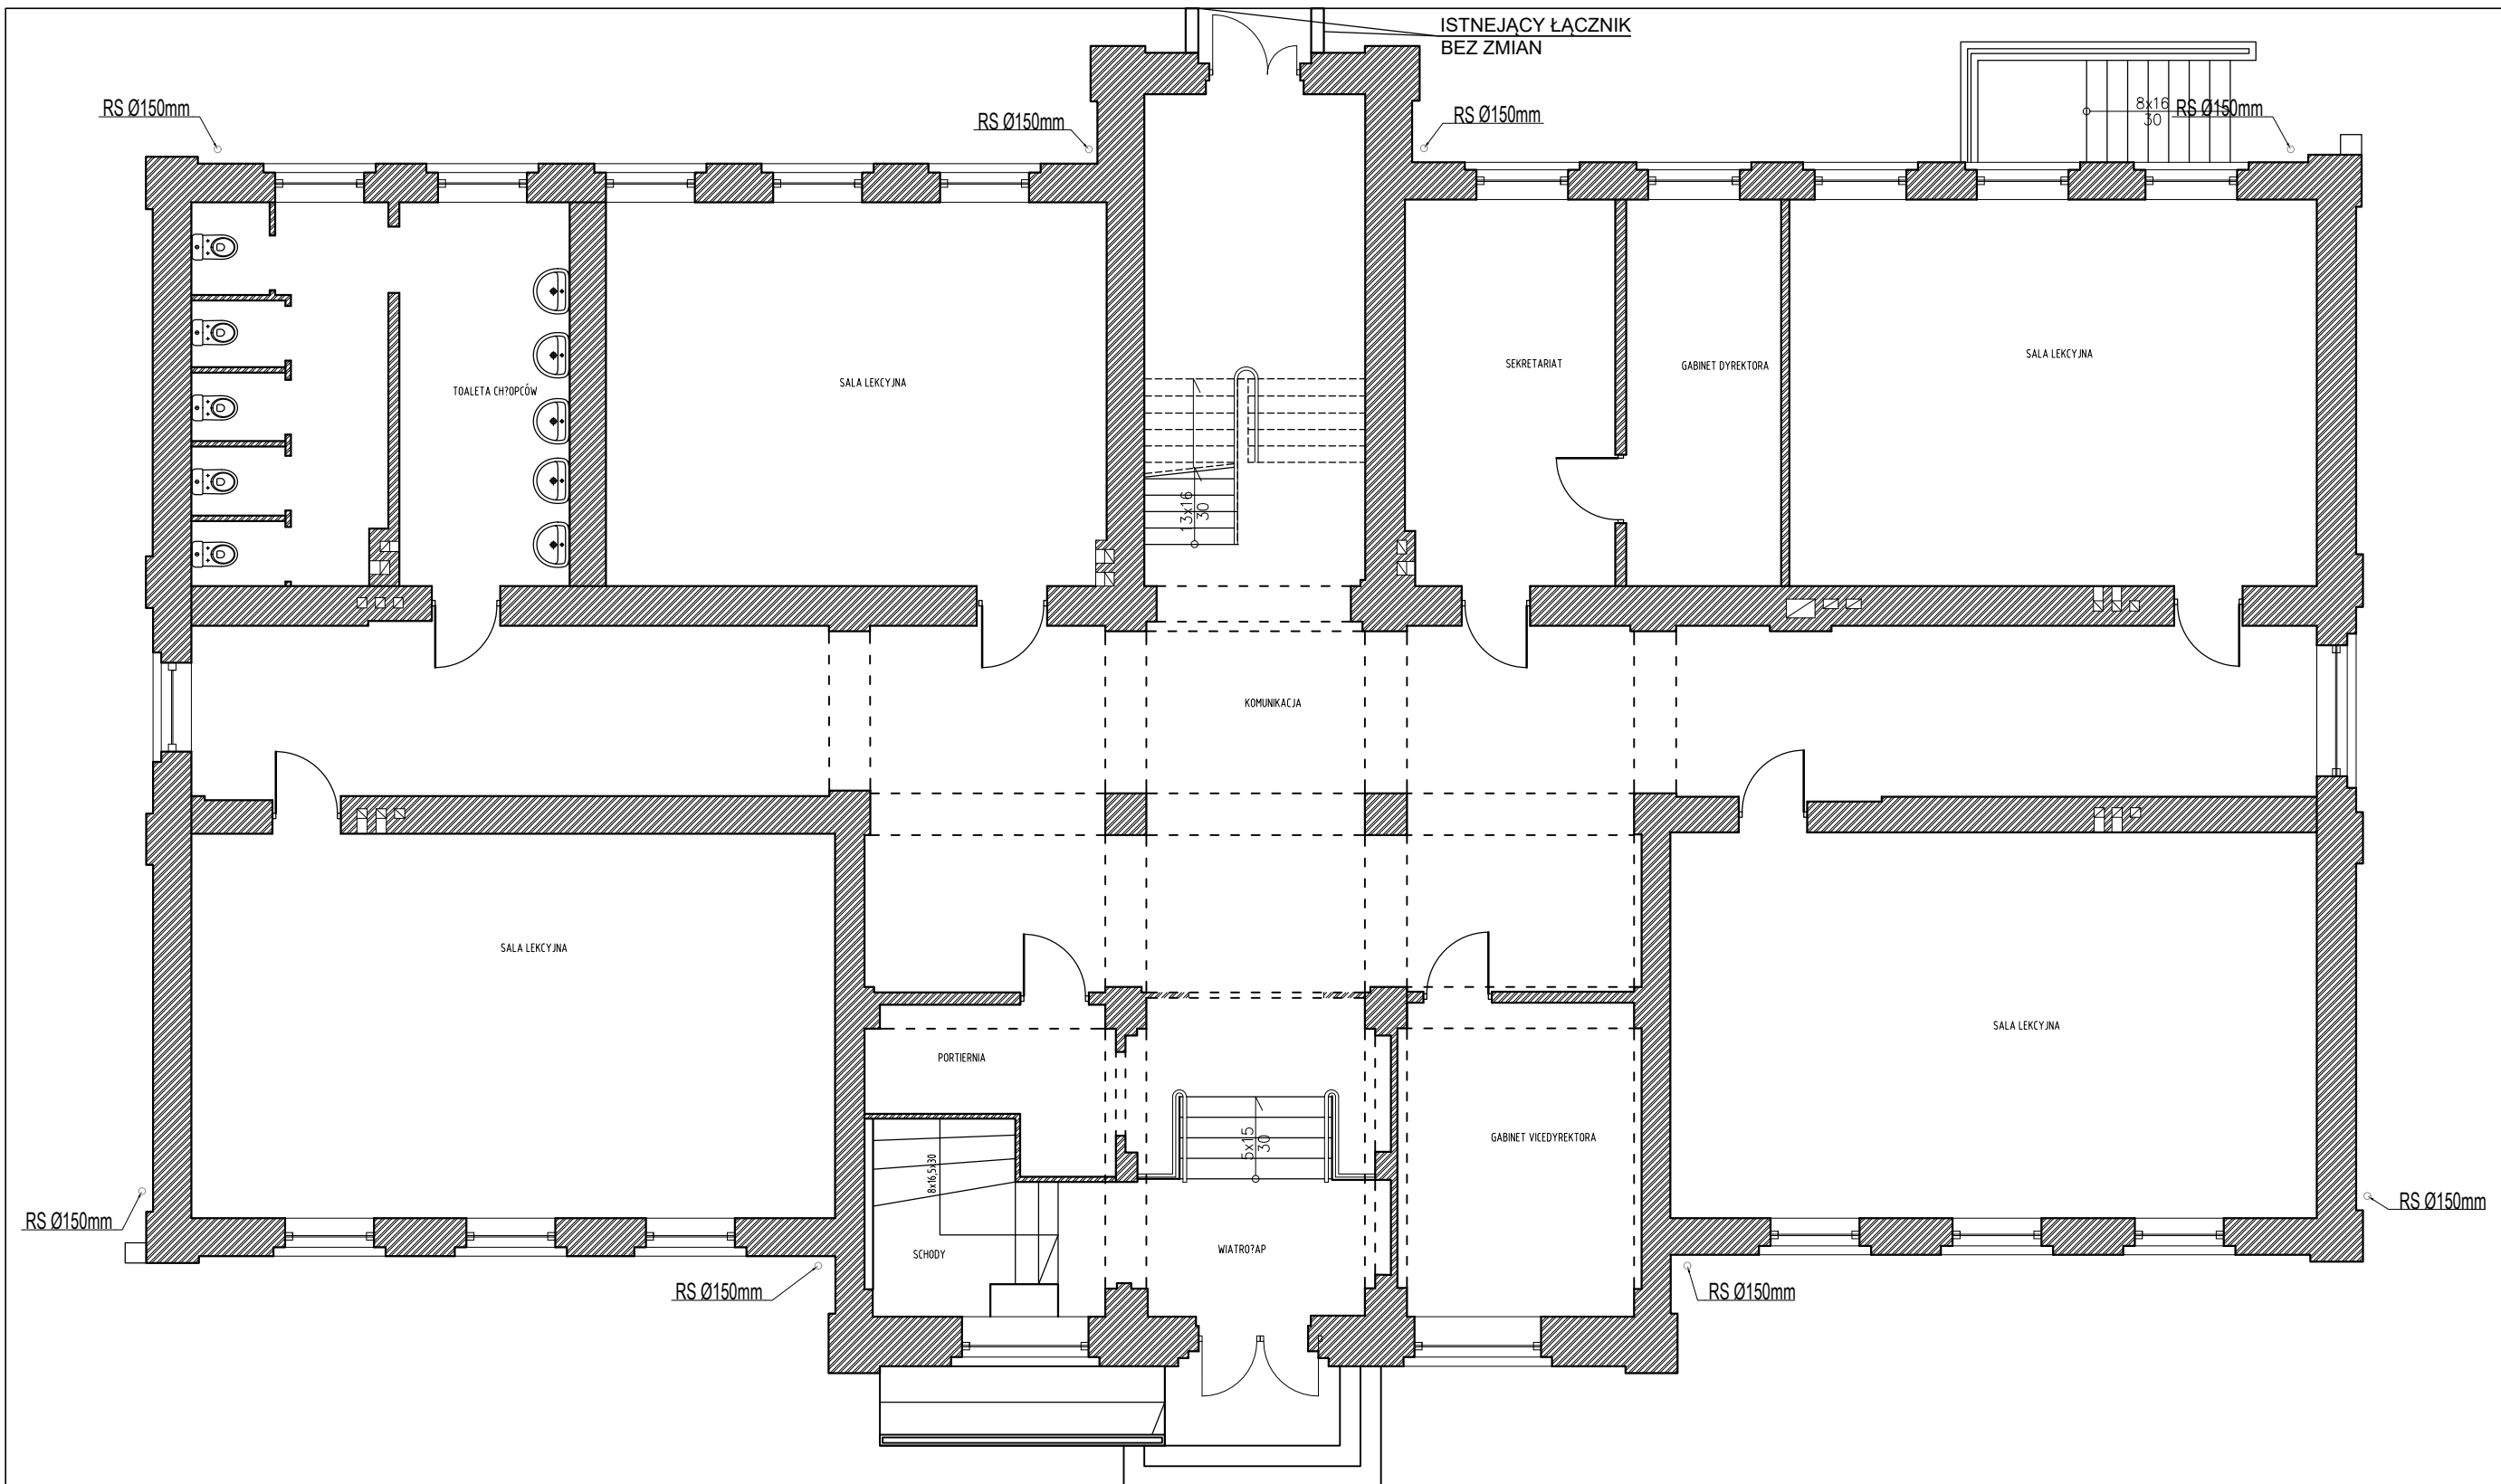 ISTNEJĄCY ŁĄCZNIK
BEZ ZMIAN
RS Ø150mm
RS Ø150mm
RS Ø150mm
8x16
30
RS Ø150mm
TOALETA CH?OPCÓW
SALA LEKCYJNA
SEKRETARIAT
GABINET DYREKTORA
SALA LEKCYJNA
13x16
30
KOMUNIKACJA
SALA LEKCYJNA
SALA LEKCYJNA
PORTIERNIA
5x15
30
GABINET VICEDYREKTORA
8x16,5x30
SCHODY
WIATRO?AP
RS Ø150mm
RS Ø150mm
RS Ø150mm
RS Ø150mm